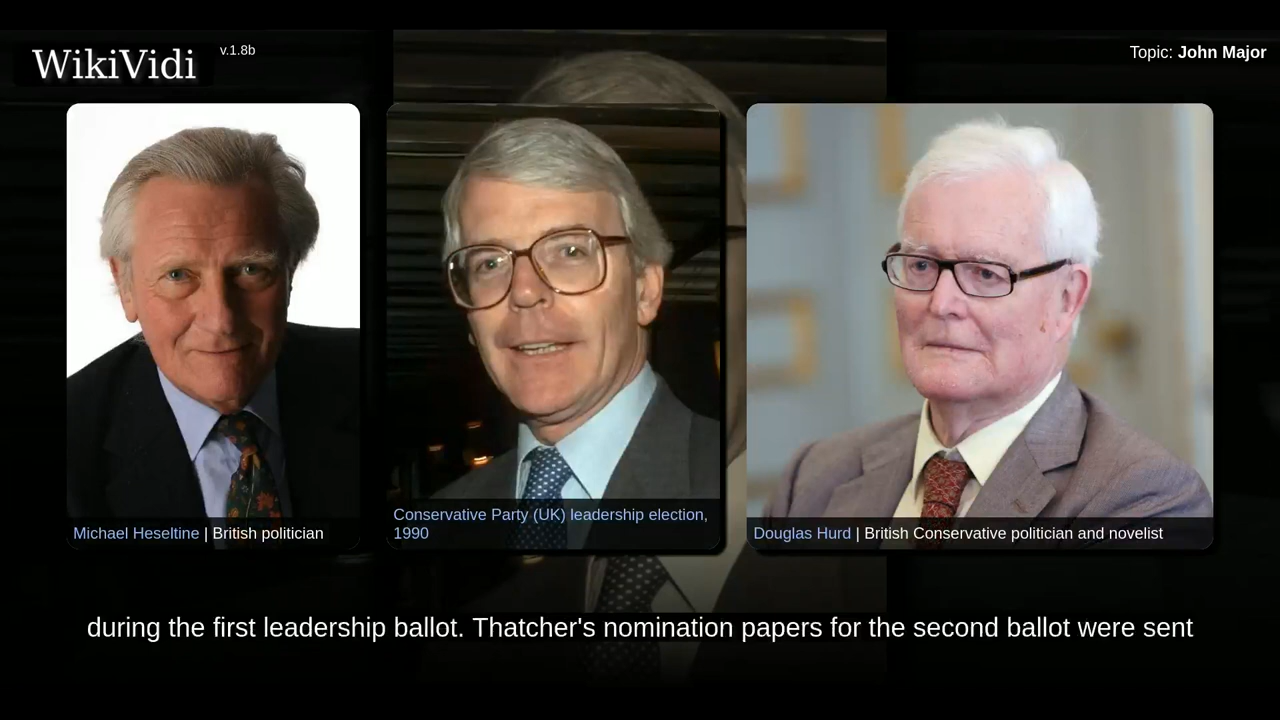 WikiVidi
v.1.8b
Topic: John Major
Michael Heseltine | British politician
Conservative Party (UK) leadership election,
1990
Douglas Hurd | British Conservative politician and novelist
during the first leadership ballot. Thatcher's nomination papers for the second ballot were sent